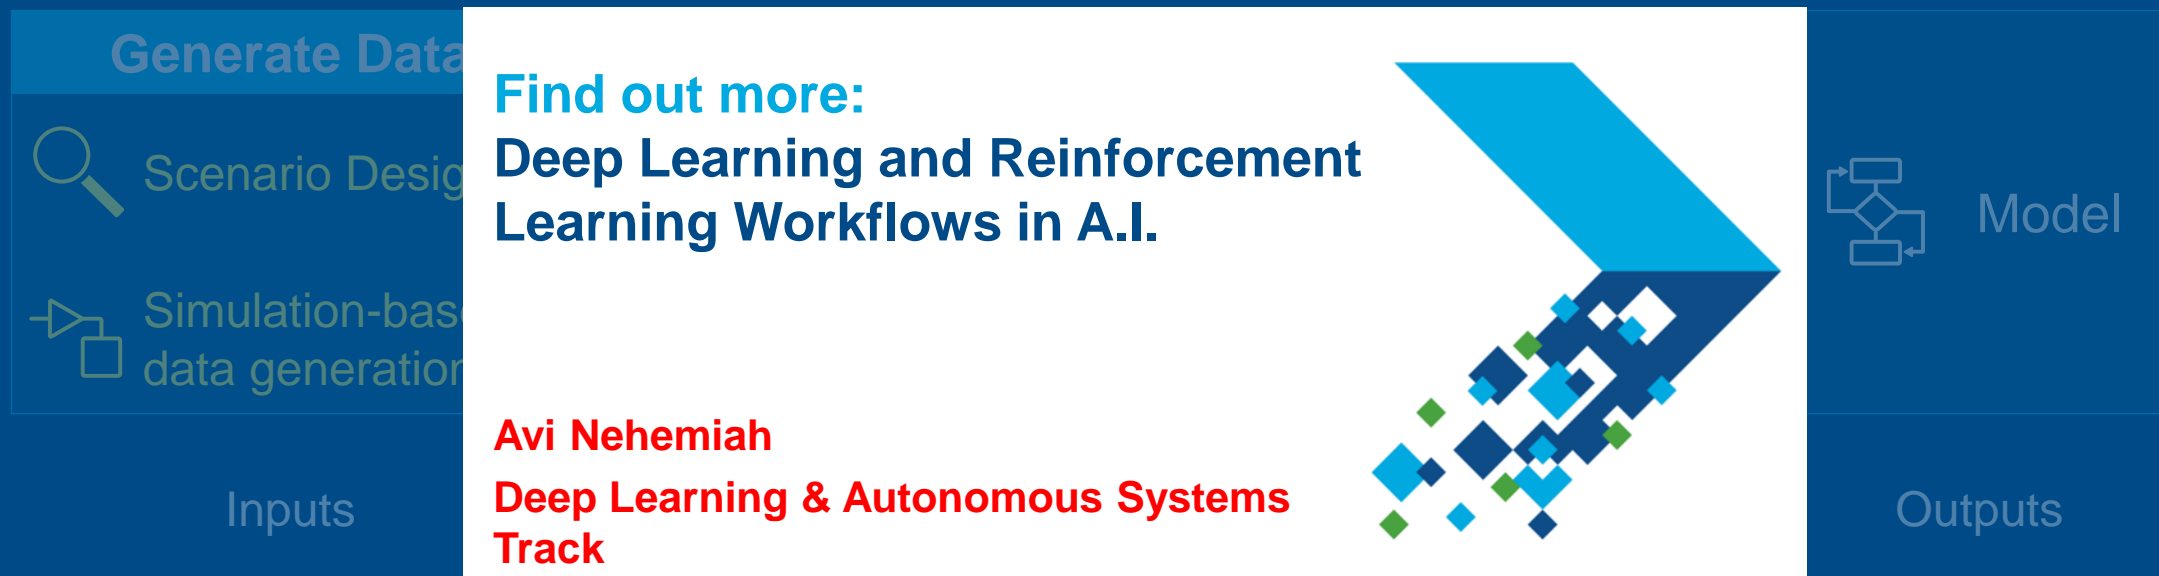 Generate Data
Scenario Desig
Simulation-bas
data generation
Inputs
Find out more:
Deep Learning and Reinforcement
Learning Workflows in A.I.
Avi Nehemiah
Deep Learning & Autonomous Systems
Track
Model
Outputs